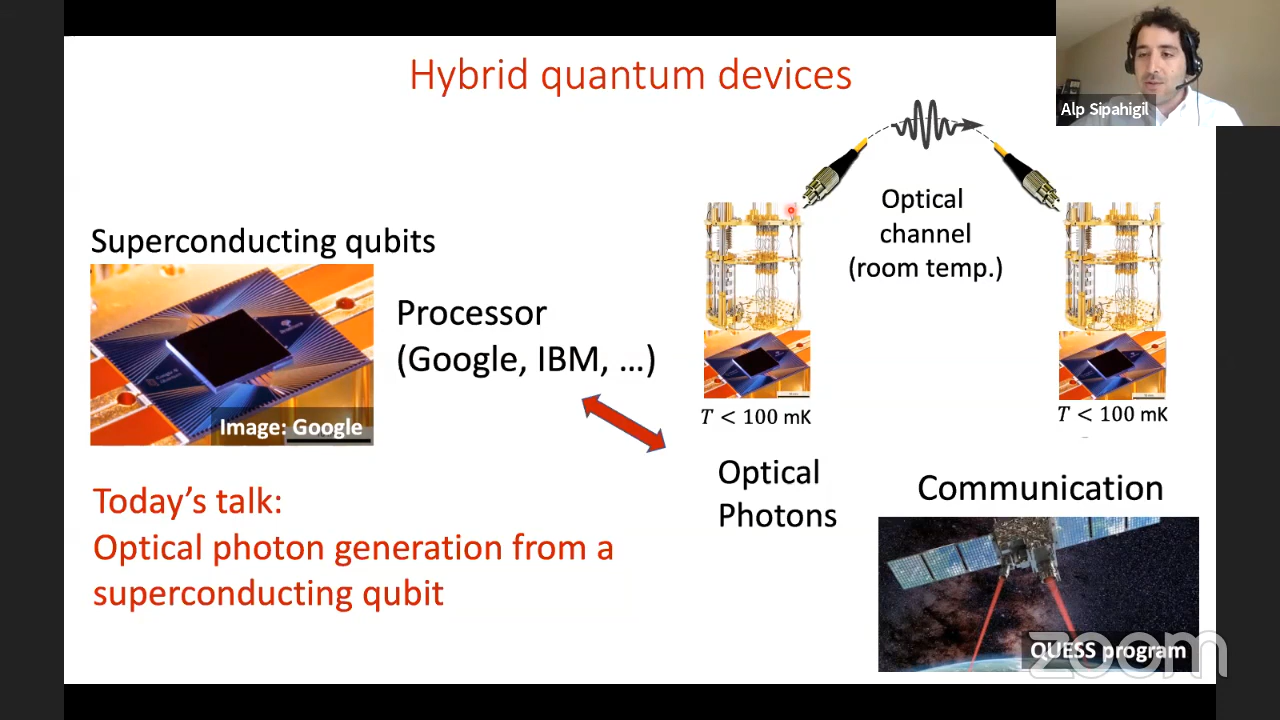 Hybrid quantum devices
Alp Sipahigil
Optical
channel
(room temp.)
Superconducting qubits
Processor
(Google, IBM, ...)
Image: Google
T < 100 mK
T < 100 mK
Optical
Photons
Communication
Today's talk:
Optical photon generation from a
superconducting qubit
QUESS program
zoom